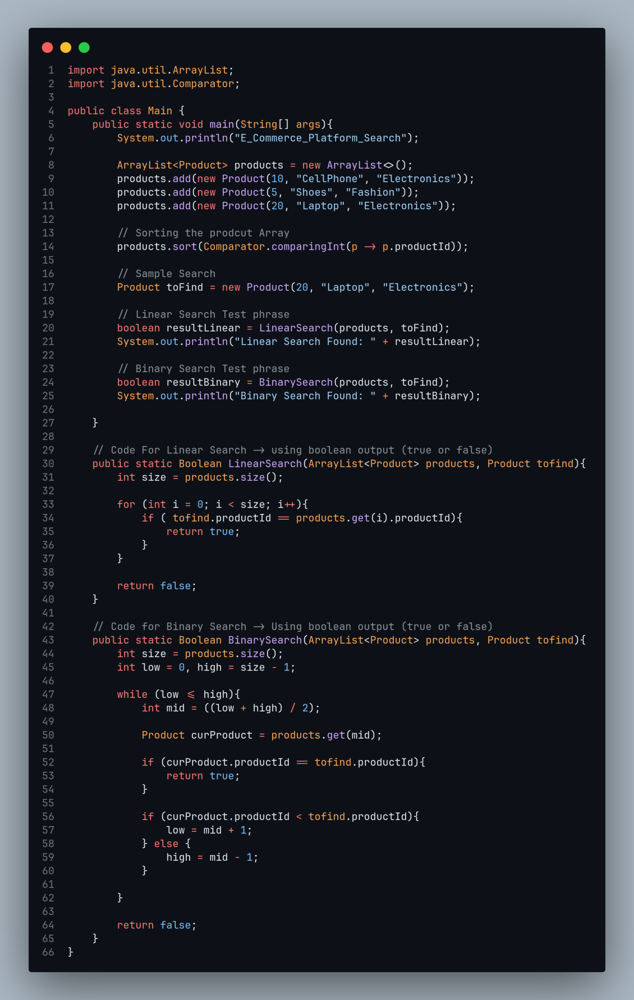 1 import java.util.ArrayList;
2 import java.util.Comparator;
3
4 public class Main {
5     public static void main(String[] args){
6         System.out.println("E_Commerce_Platform_Search");
7
8         ArrayList<Product> products = new ArrayList<>();
9         products.add(new Product(10, "CellPhone", "Electronics"));
10         products.add(new Product(5, "Shoes", "Fashion"));
11         products.add(new Product(20, "Laptop", "Electronics"));
12
13         // Sorting the prodcut Array
14         products.sort(Comparator.comparingInt(p -> p.productId));
15
16         // Sample Search
17         Product toFind = new Product(20, "Laptop", "Electronics");
18
19         // Linear Search Test phrase
20         boolean resultLinear = LinearSearch(products, toFind);
21         System.out.println("Linear Search Found: " + resultLinear);
22
23         // Binary Search Test phrase
24         boolean resultBinary = BinarySearch(products, toFind);
25         System.out.println("Binary Search Found: " + resultBinary);
26
27     }
28
29     // Code For Linear Search -> using boolean output (true or false)
30     public static Boolean LinearSearch(ArrayList<Product> products, Product tofind){
31         int size = products.size();
32
33         for (int i = 0; i < size; i++){
34             if ( tofind.productId == products.get(i).productId){
35                 return true;
36             }
37         }
38
39         return false;
40     }
41
42     // Code for Binary Search -> Using boolean output (true or false)
43     public static Boolean BinarySearch(ArrayList<Product> products, Product tofind){
44         int size = products.size();
45         int low = 0, high = size - 1;
46
47         while (low <= high){
48             int mid = ((low + high) / 2);
49
50             Product curProduct = products.get(mid);
51
52             if (curProduct.productId == tofind.productId){
53                 return true;
54             }
55
56             if (curProduct.productId < tofind.productId){
57                 low = mid + 1;
58             } else {
59                 high = mid - 1;
60             }
61
62         }
63
64         return false;
65     }
66 }